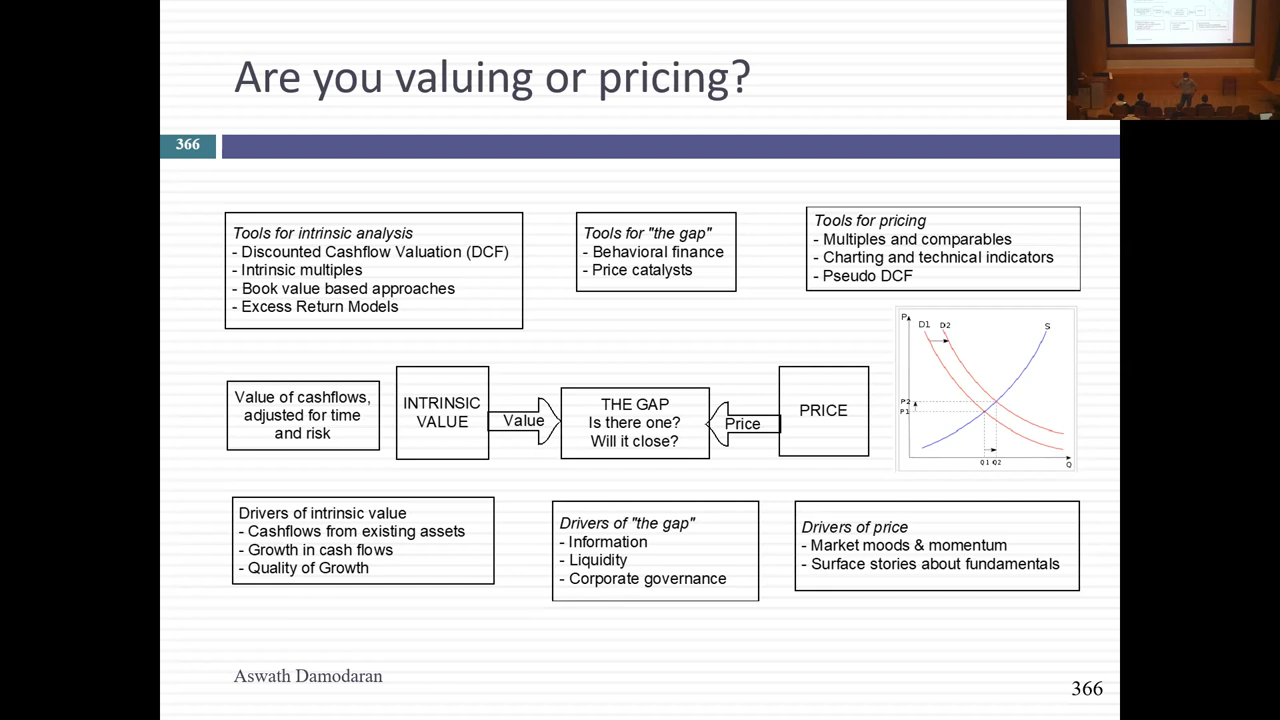 Are you valuing or pricing?
366
Tools for intrinsic analysis
- Discounted Cashflow Valuation (DCF)
- Intrinsic multiples
- Book value based approaches
- Excess Return Models
Tools for "the gap"
- Behavioral finance
- Price catalysts
Tools for pricing
- Multiples and comparables
- Charting and technical indicators
- Pseudo DCF
Value of cashflows,
adjusted for time
and risk
INTRINSIC
VALUE
Value
THE GAP
Is there one?
Will it close?
Price
PRICE
P
D1
D2
S
P2
P1
Q1
Q2
Q
Drivers of intrinsic value
- Cashflows from existing assets
- Growth in cash flows
- Quality of Growth
Drivers of "the gap"
- Information
- Liquidity
- Corporate governance
Drivers of price
- Market moods & momentum
- Surface stories about fundamentals
Aswath Damodaran
366